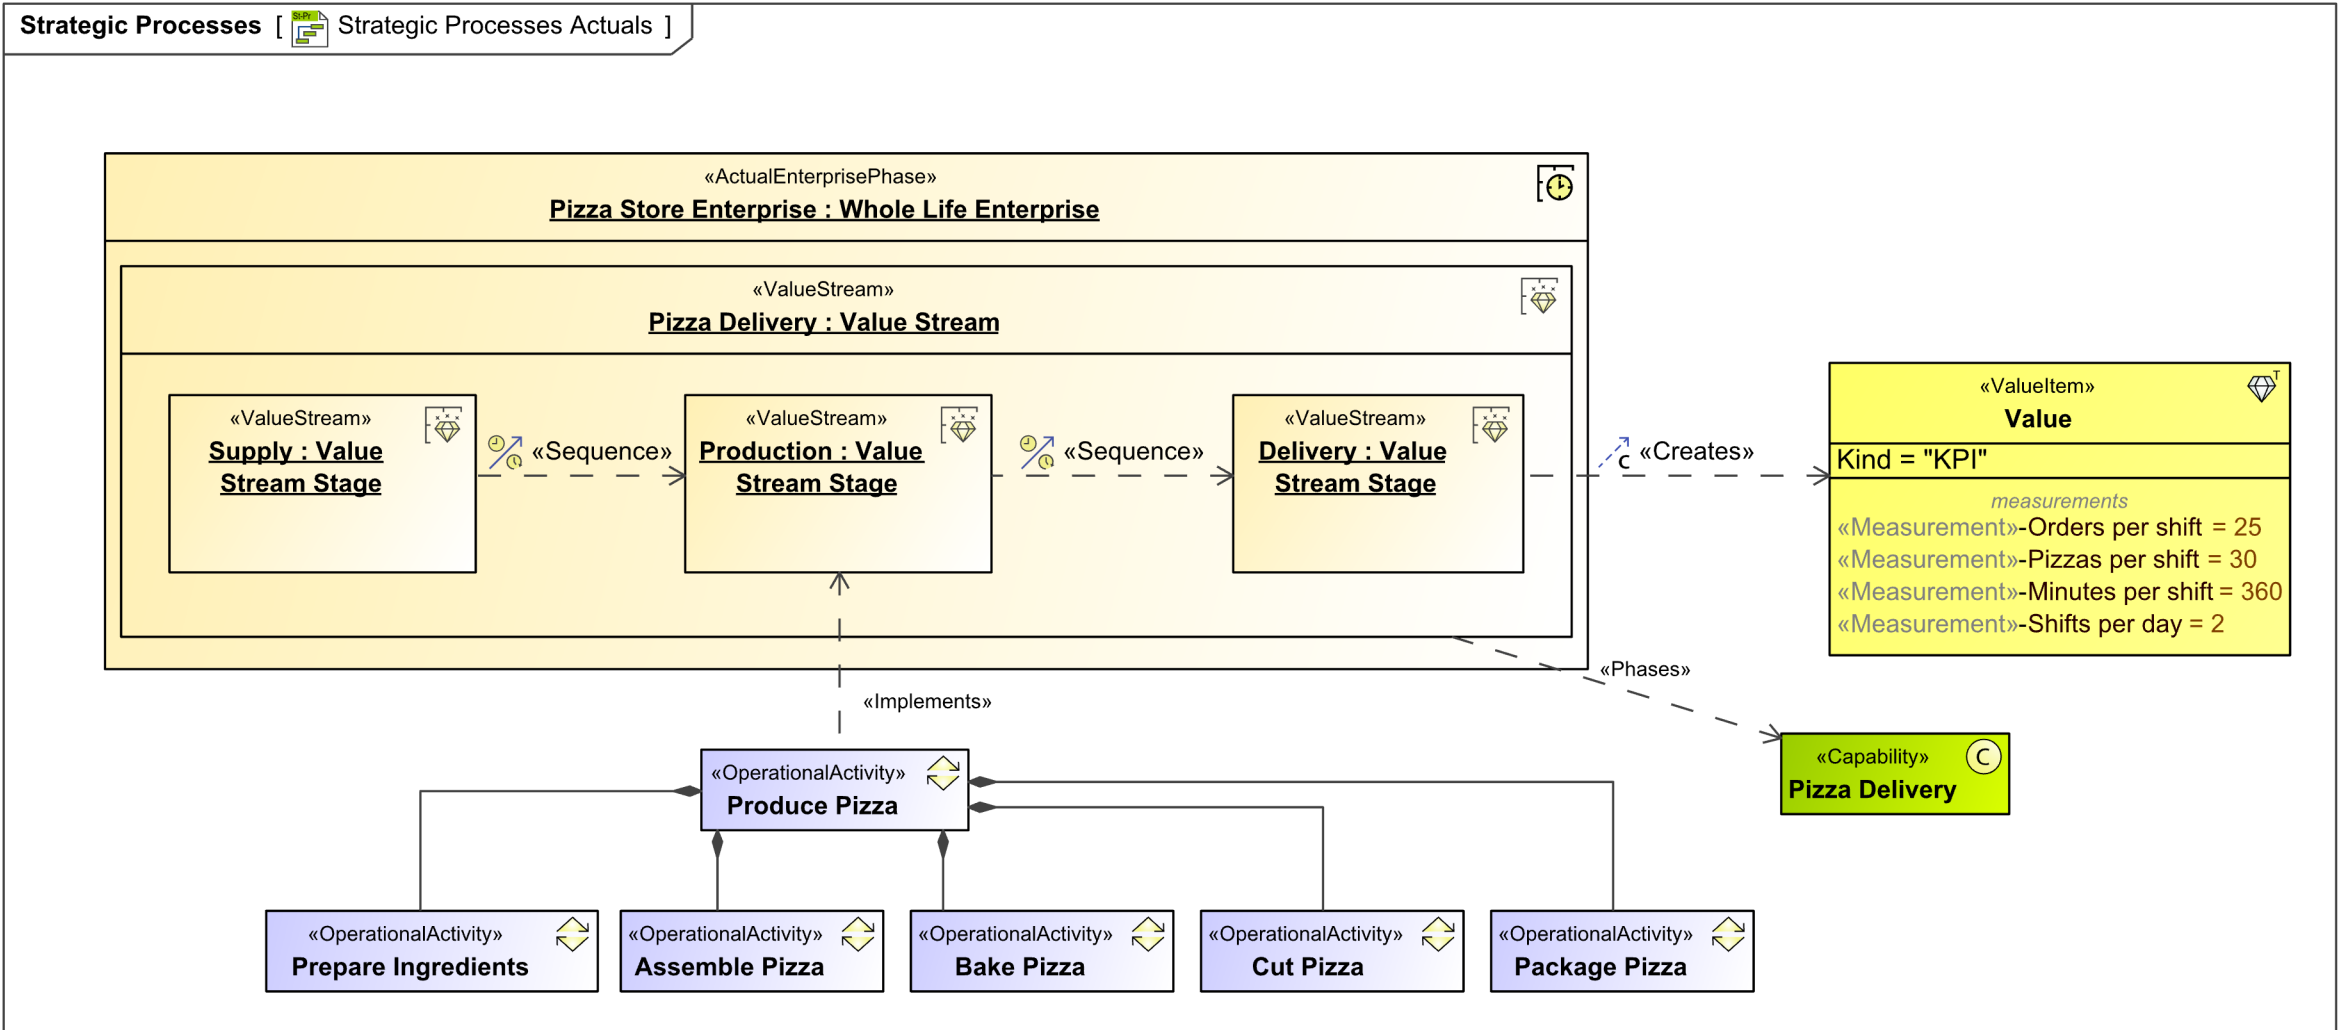 Strategic Processes [ St-Pr Strategic Processes Actuals ]
«ActualEnterprisePhase»
Pizza Store Enterprise : Whole Life Enterprise
«ValueStream»
Pizza Delivery : Value Stream
«ValueStream»
Supply : Value
Stream Stage
«Sequence»
«ValueStream»
Production : Value
Stream Stage
«Sequence»
«ValueStream»
Delivery : Value
Stream Stage
C «Creates»
«ValueItem»
T
Value
Kind = "KPI"
measurements
«Measurement»-Orders per shift = 25
«Measurement»-Pizzas per shift = 30
«Measurement»-Minutes per shift = 360
«Measurement»-Shifts per day = 2
«Phases»
«Implements»
«Capability» C
Pizza Delivery
«OperationalActivity»
Produce Pizza
«OperationalActivity»
Prepare Ingredients
«OperationalActivity»
Assemble Pizza
«OperationalActivity»
Bake Pizza
«OperationalActivity»
Cut Pizza
«OperationalActivity»
Package Pizza